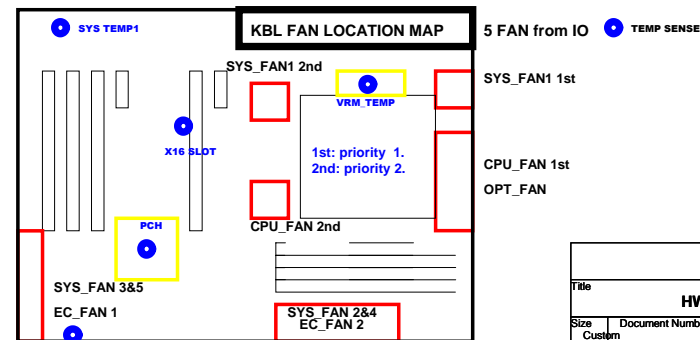 SYS TEMP1
KBL FAN LOCATION MAP
5 FAN from IO
TEMP SENSE
SYS_FAN1 2nd
SYS_FAN1 1st
VRM_TEMP
X16 SLOT
1st: priority 1.
2nd: priority 2.
CPU_FAN 1st
OPT_FAN
PCH
CPU_FAN 2nd
SYS_FAN 3&5
EC_FAN 1
SYS_FAN 2&4
EC_FAN 2
Title
HW
Size
Document Numb
Custom